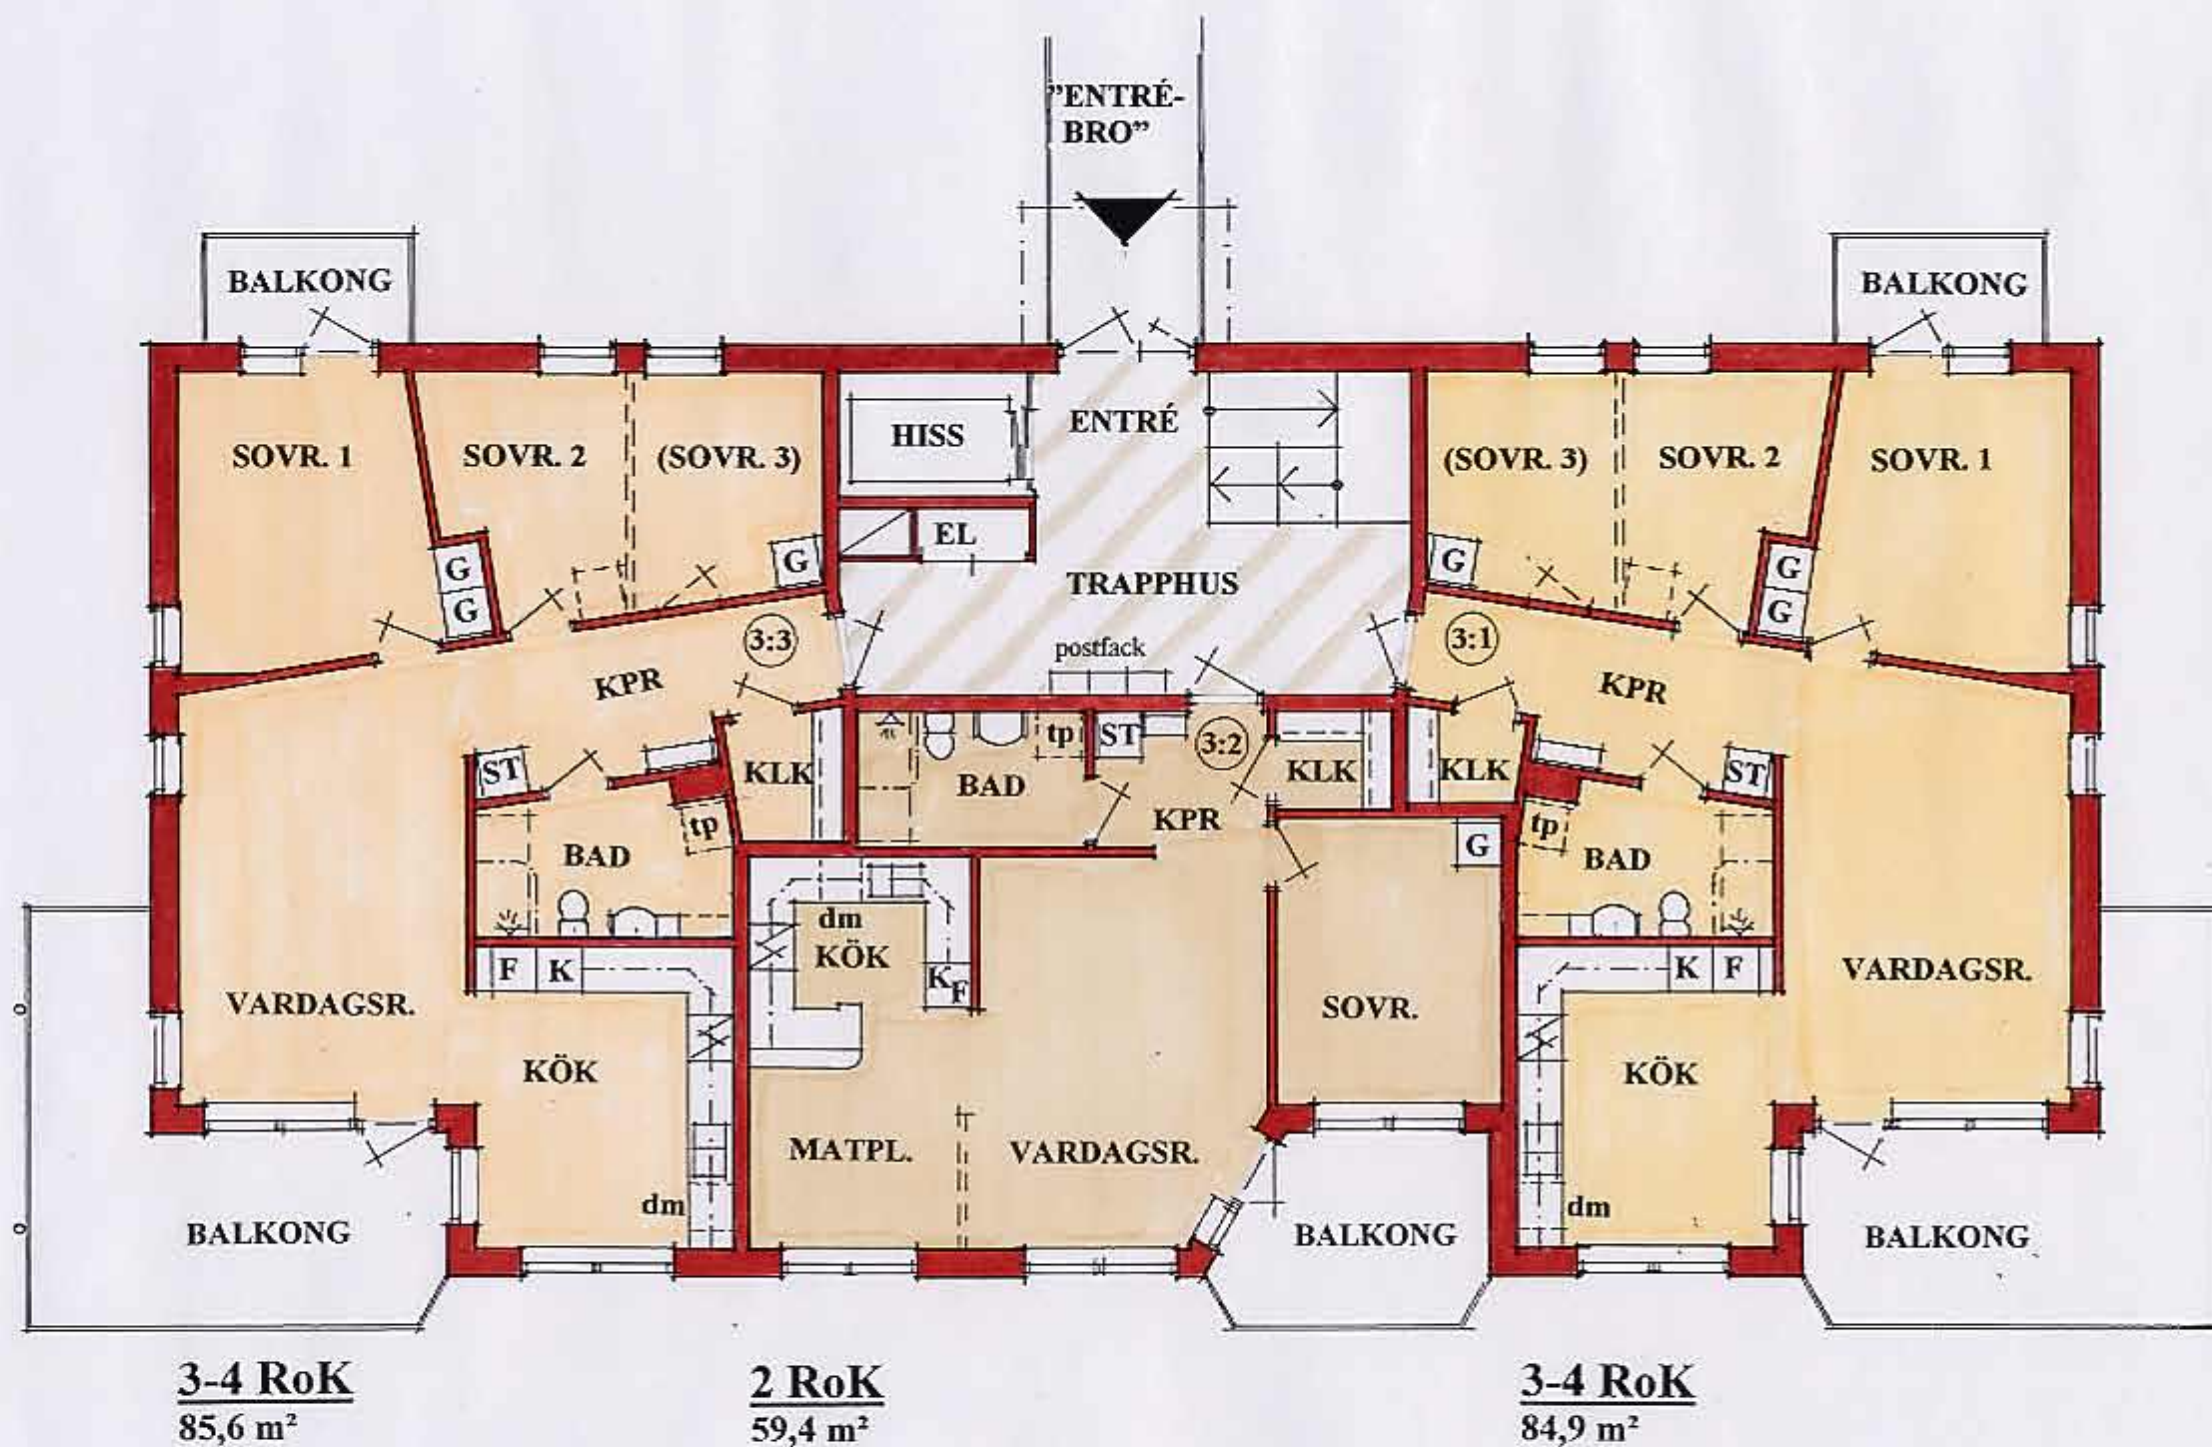 ”ENTRÉ-
BRO”
BALKONG
BALKONG
SOVR. 1
SOVR. 2
(SOVR. 3)
HISS
ENTRÉ
(SOVR. 3)
SOVR. 2
SOVR. 1
EL
G
G
G
TRAPPHUS
G
G
G
3:3
postfack
3:1
KPR
KPR
ST
KLK
tp
BAD
tp
ST
3:2
KPR
KLK
KLK
ST
tp
BAD
BAD
G
dm
KÖK
K
F
F
K
VARDAGSR.
SOVR.
K
F
VARDAGSR.
KÖK
KÖK
MATPL.
VARDAGSR.
dm
dm
BALKONG
BALKONG
BALKONG
3-4 RoK
85,6 m²
2 RoK
59,4 m²
3-4 RoK
84,9 m²